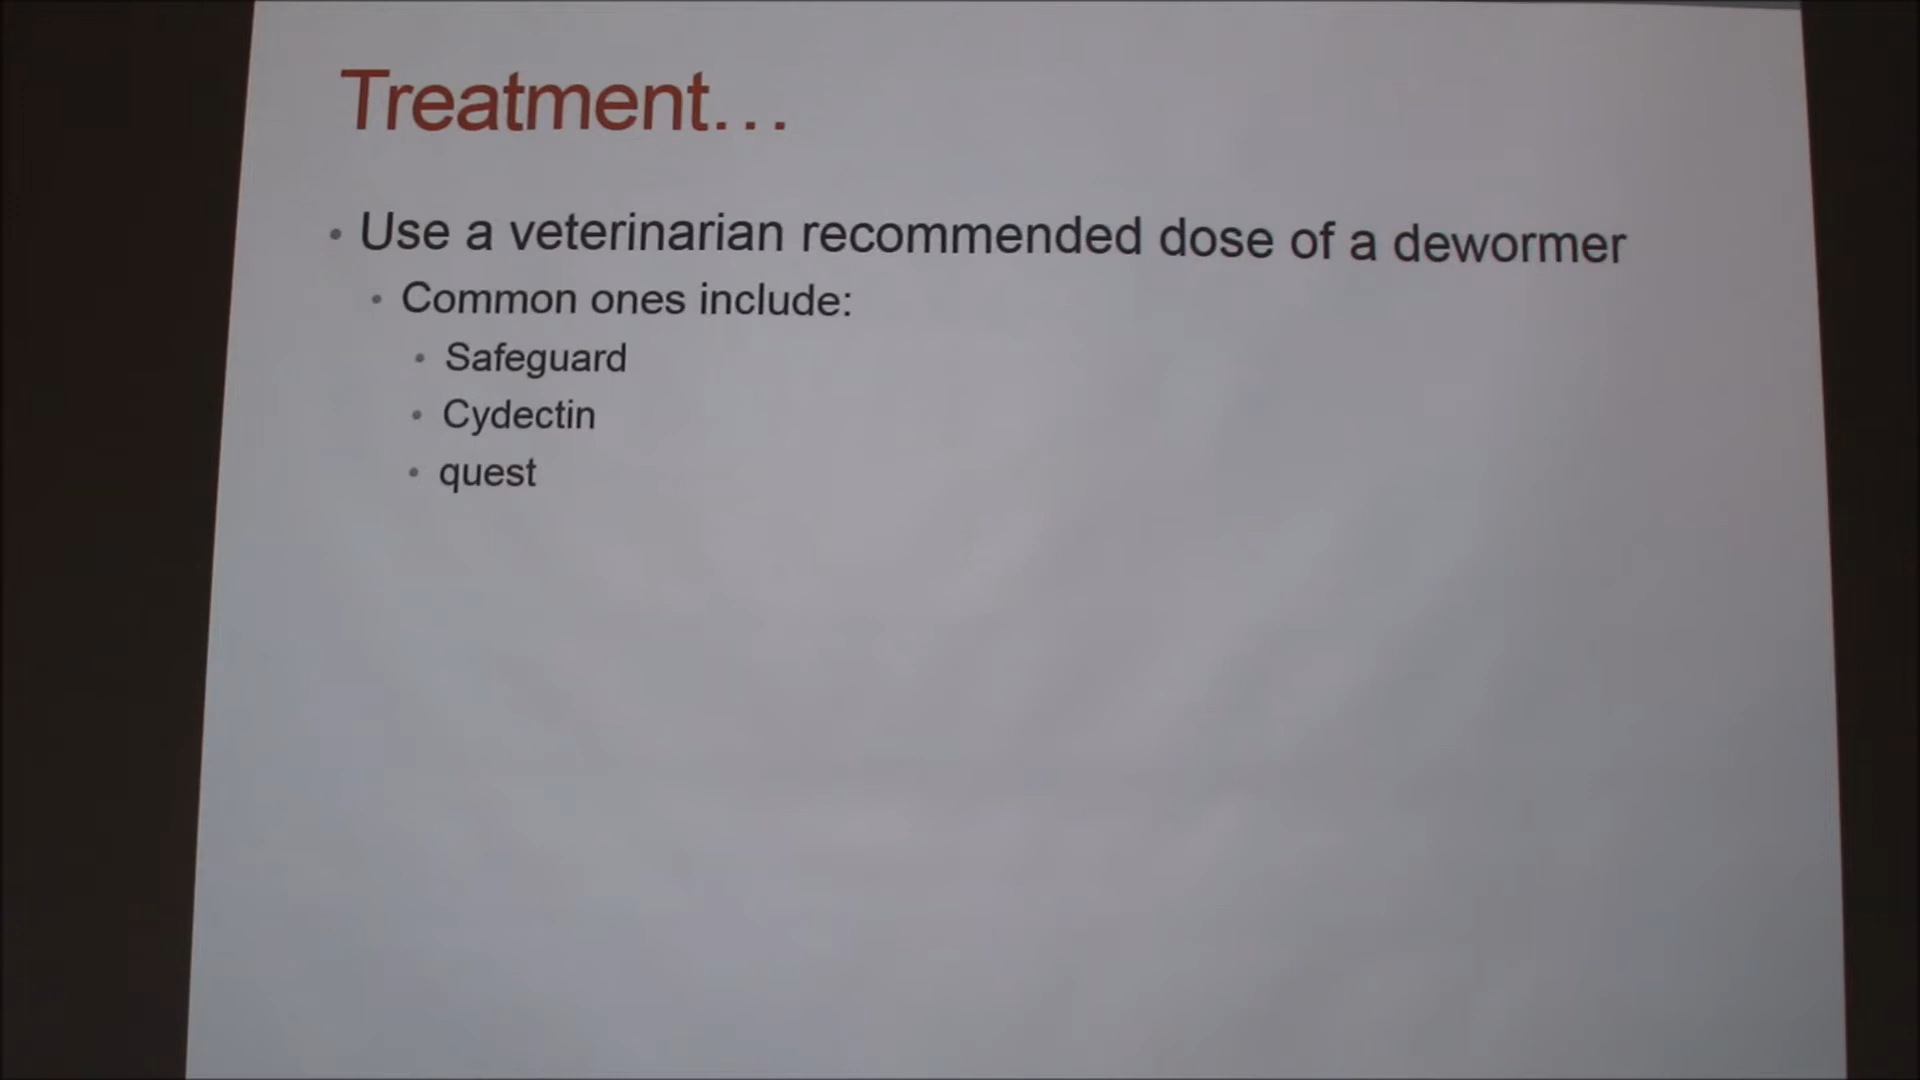 Treatment…
• Use a veterinarian recommended dose of a dewormer
• Common ones include:
• Safeguard
• Cydectin
• quest